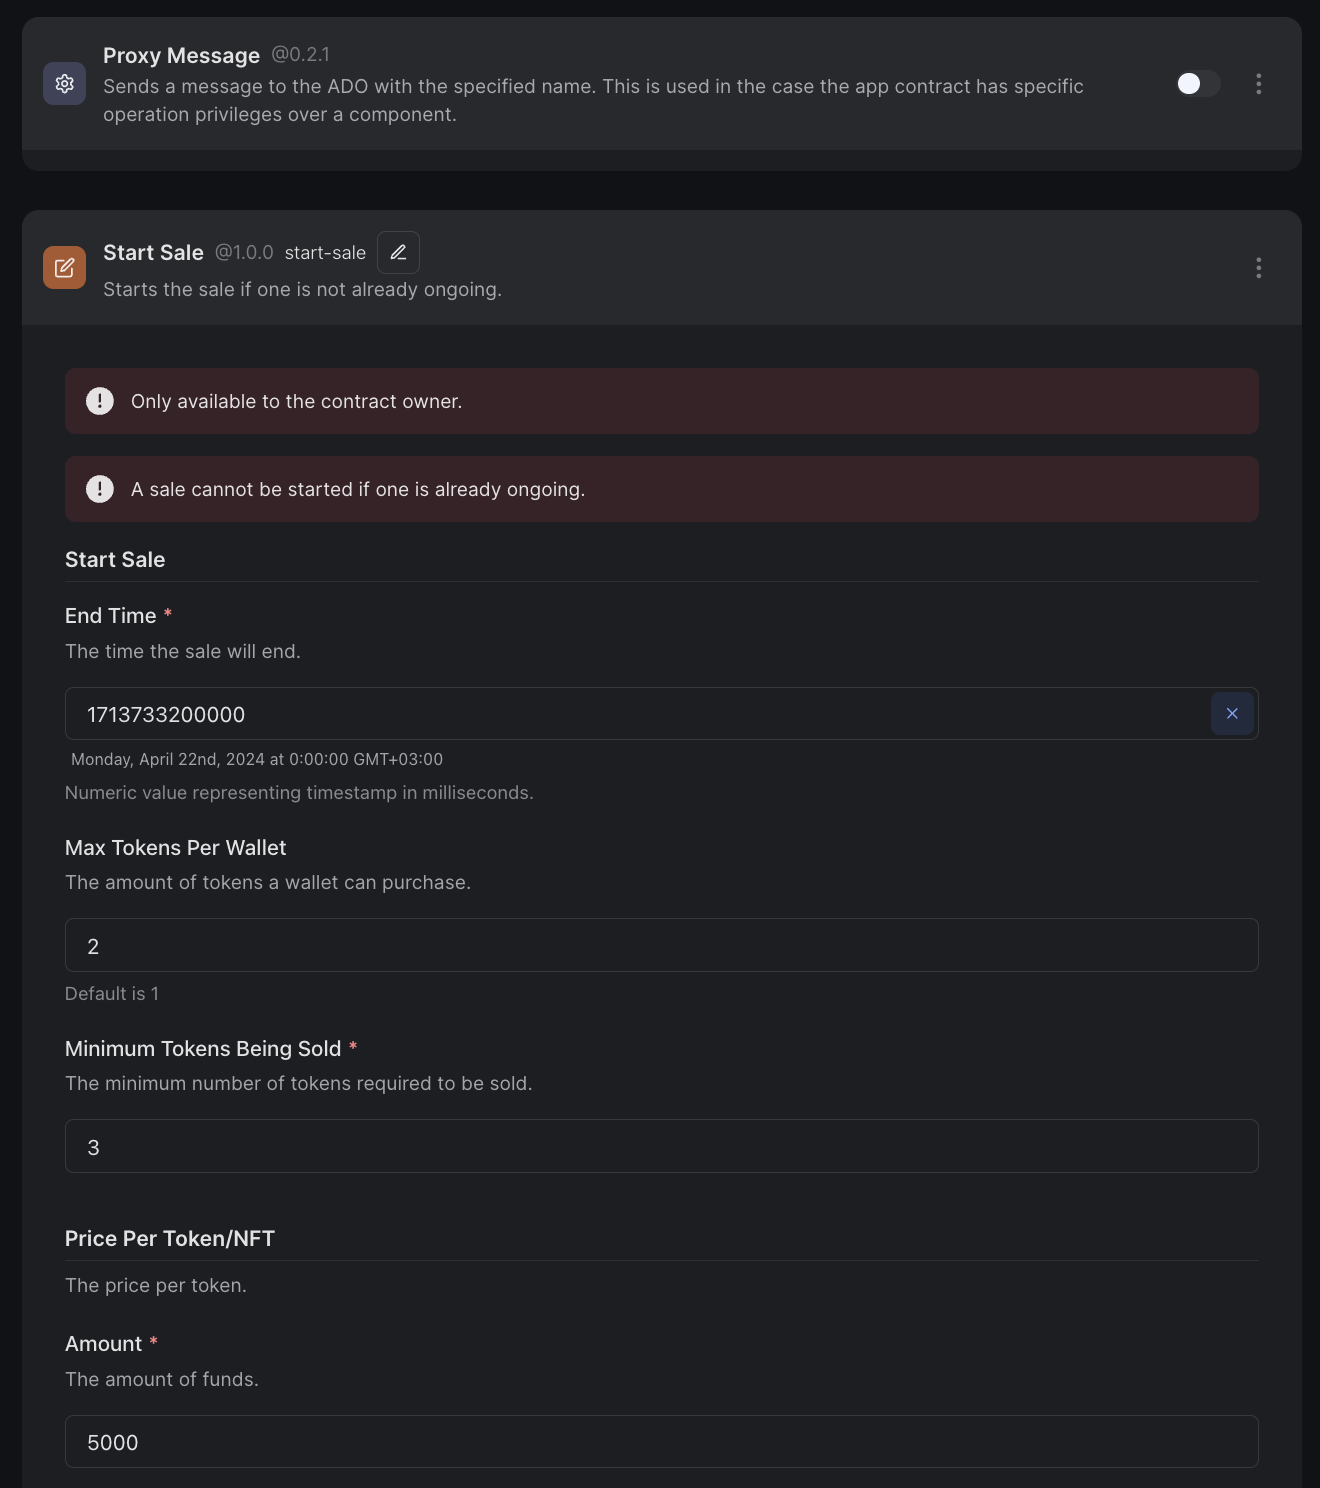 Proxy Message @0.2.1
Sends a message to the ADO with the specified name. This is used in the case the app contract has specific
operation privileges over a component.
Start Sale @1.0.0 start-sale
Starts the sale if one is not already ongoing.
Only available to the contract owner.
A sale cannot be started if one is already ongoing.
Start Sale
End Time *
The time the sale will end.
1713733200000
Monday, April 22nd, 2024 at 0:00:00 GMT+03:00
Numeric value representing timestamp in milliseconds.
Max Tokens Per Wallet
The amount of tokens a wallet can purchase.
2
Default is 1
Minimum Tokens Being Sold *
The minimum number of tokens required to be sold.
3
Price Per Token/NFT
The price per token.
Amount *
The amount of funds.
5000